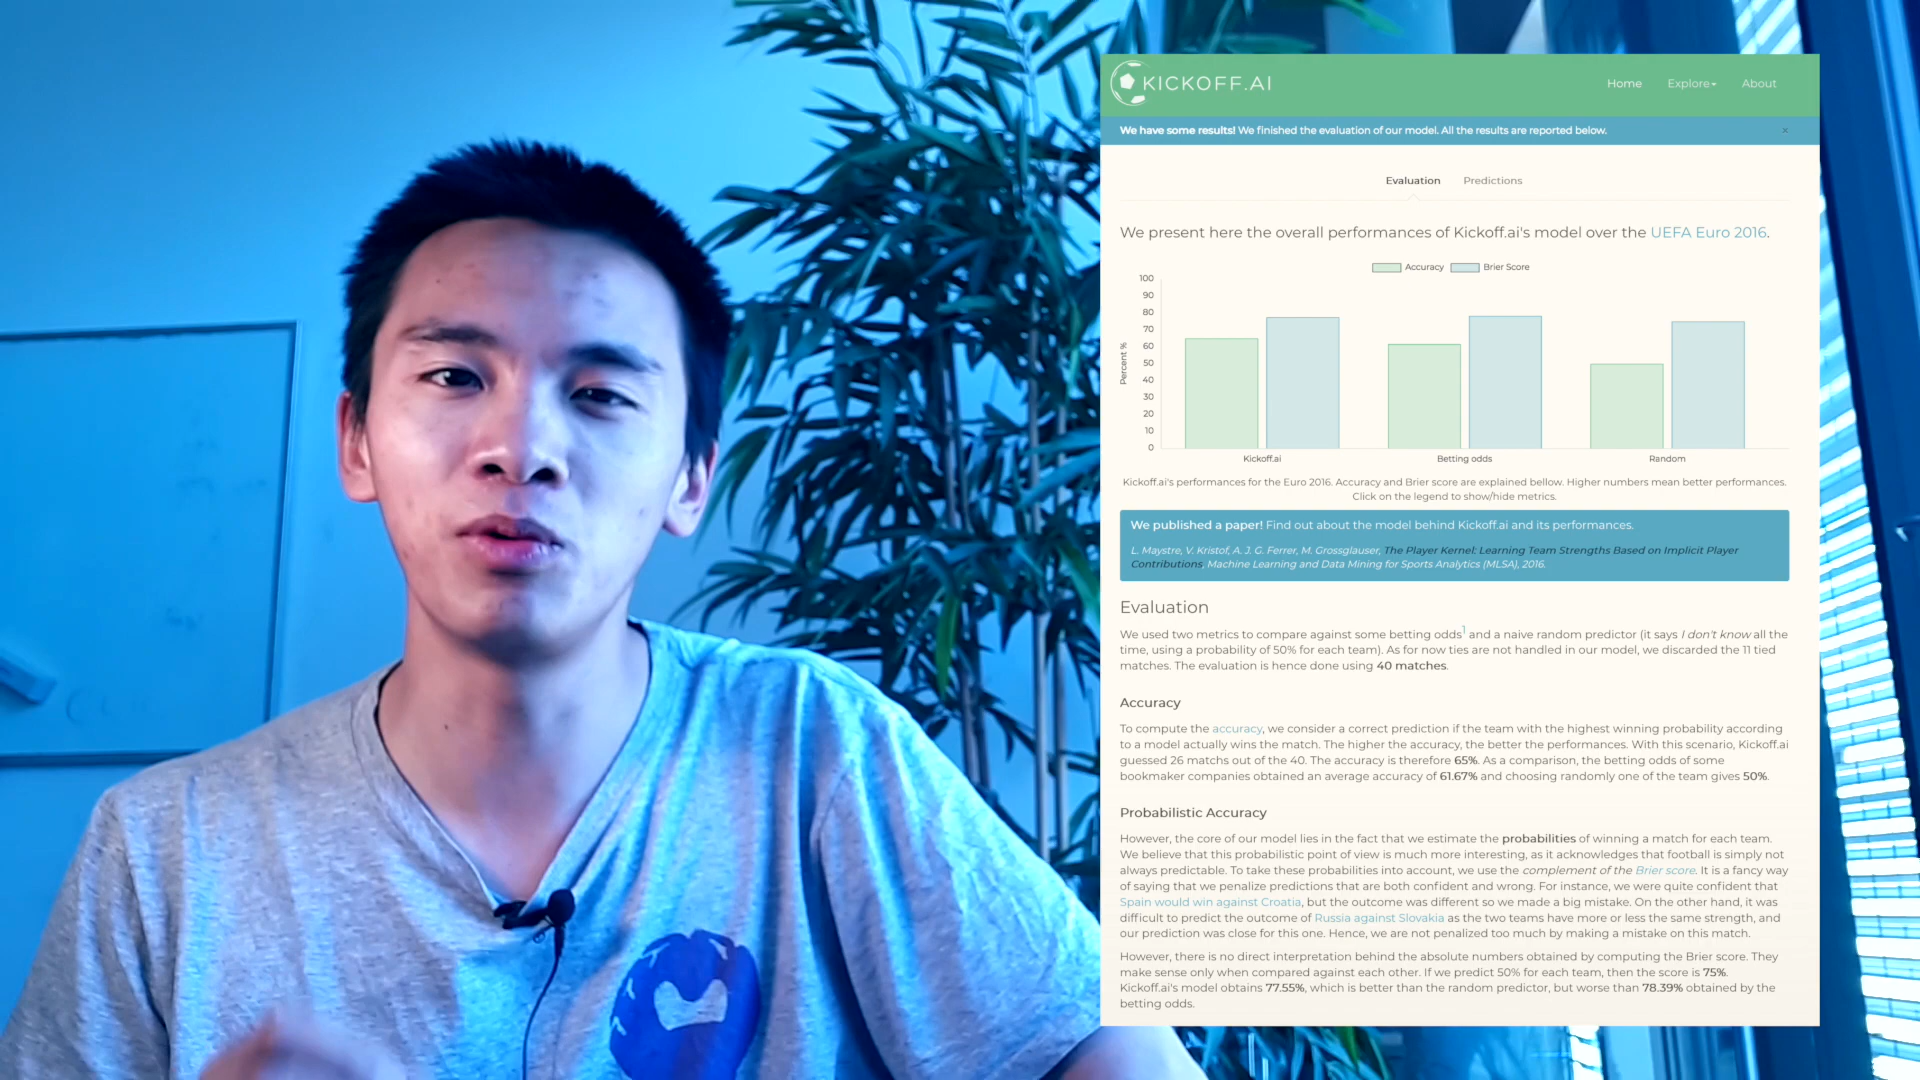 KICKOFF.AI
Home Explore About
We have some results! We finished the evaluation of our model. All the results are reported below. ×
Evaluation Predictions
We present here the overall performances of Kickoff.ai's model over the UEFA Euro 2016.
Accuracy Brier Score
100
90
80
70
60
50
40
30
20
10
0
Percent %
Kickoff.ai Betting odds Random
Kickoff.ai's performances for the Euro 2016. Accuracy and Brier score are explained bellow. Higher numbers mean better performances.
Click on the legend to show/hide metrics.
We published a paper! Find out about the model behind Kickoff.ai and its performances.
L. Maystre, V. Kristof, A. J. G. Ferrer, M. Grossglauser, The Player Kernel: Learning Team Strengths Based on Implicit Player
Contributions, Machine Learning and Data Mining for Sports Analytics (MLSA), 2016.
Evaluation
We used two metrics to compare against some betting odds1 and a naive random predictor (it says I don't know all the
time, using a probability of 50% for each team). As for now ties are not handled in our model, we discarded the 11 tied
matches. The evaluation is hence done using 40 matches.
Accuracy
To compute the accuracy, we consider a correct prediction if the team with the highest winning probability according
to a model actually wins the match. The higher the accuracy, the better the performances. With this scenario, Kickoff.ai
guessed 26 matchs out of the 40. The accuracy is therefore 65%. As a comparison, the betting odds of some
bookmaker companies obtained an average accuracy of 61.67% and choosing randomly one of the team gives 50%.
Probabilistic Accuracy
However, the core of our model lies in the fact that we estimate the probabilities of winning a match for each team.
We believe that this probabilistic point of view is much more interesting, as it acknowledges that football is simply not
always predictable. To take these probabilities into account, we use the complement of the Brier score. It is a fancy way
of saying that we penalize predictions that are both confident and wrong. For instance, we were quite confident that
Spain would win against Croatia, but the outcome was different so we made a big mistake. On the other hand, it was
difficult to predict the outcome of Russia against Slovakia as the two teams have more or less the same strength, and
our prediction was close for this one. Hence, we are not penalized too much by making a mistake on this match.
However, there is no direct interpretation behind the absolute numbers obtained by computing the Brier score. They
make sense only when compared against each other. If we predict 50% for each team, then the score is 75%.
Kickoff.ai's model obtains 77.55%, which is better than the random predictor, but worse than 78.39% obtained by the
betting odds.